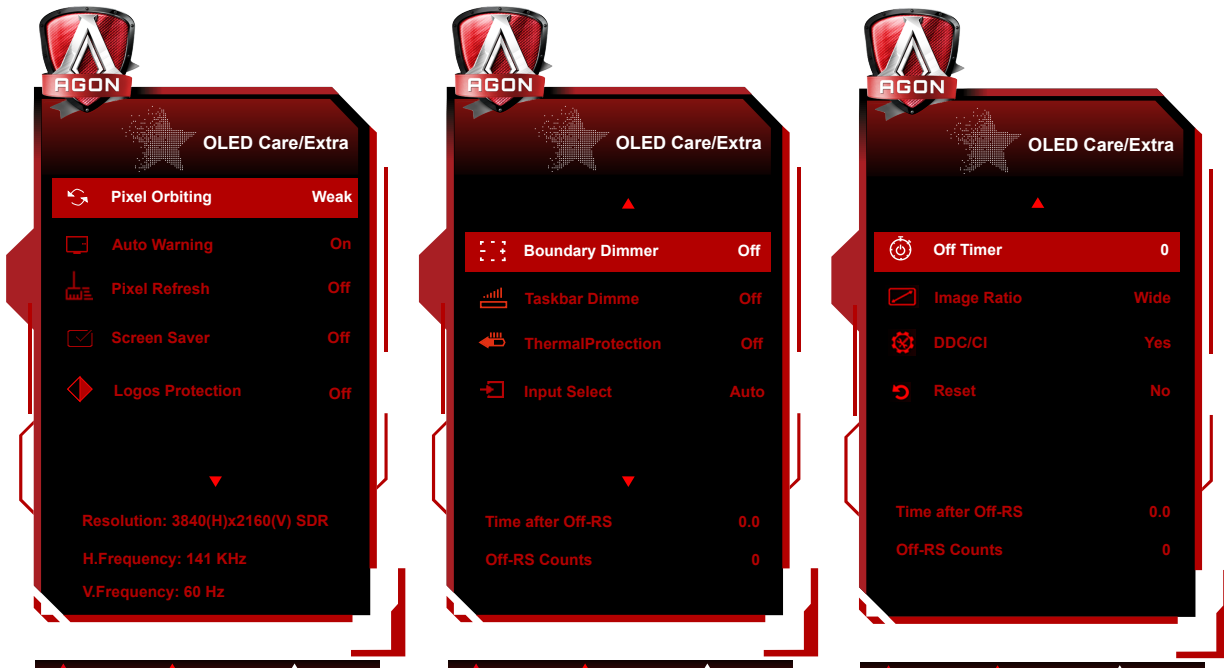 AGON
OLED Care/Extra
Pixel Orbiting Weak
Auto Warning On
Pixel Refresh Off
Screen Saver Off
Logos Protection Off
Resolution: 3840(H)x2160(V) SDR
H.Frequency: 141 KHz
V.Frequency: 60 Hz
AGON
OLED Care/Extra
Boundary Dimmer Off
Taskbar Dimme Off
ThermalProtection Off
Input Select Auto
Time after Off-RS 0.0
Off-RS Counts 0
AGON
OLED Care/Extra
Off Timer 0
Image Ratio Wide
DDC/CI Yes
Reset No
Time after Off-RS 0.0
Off-RS Counts 0